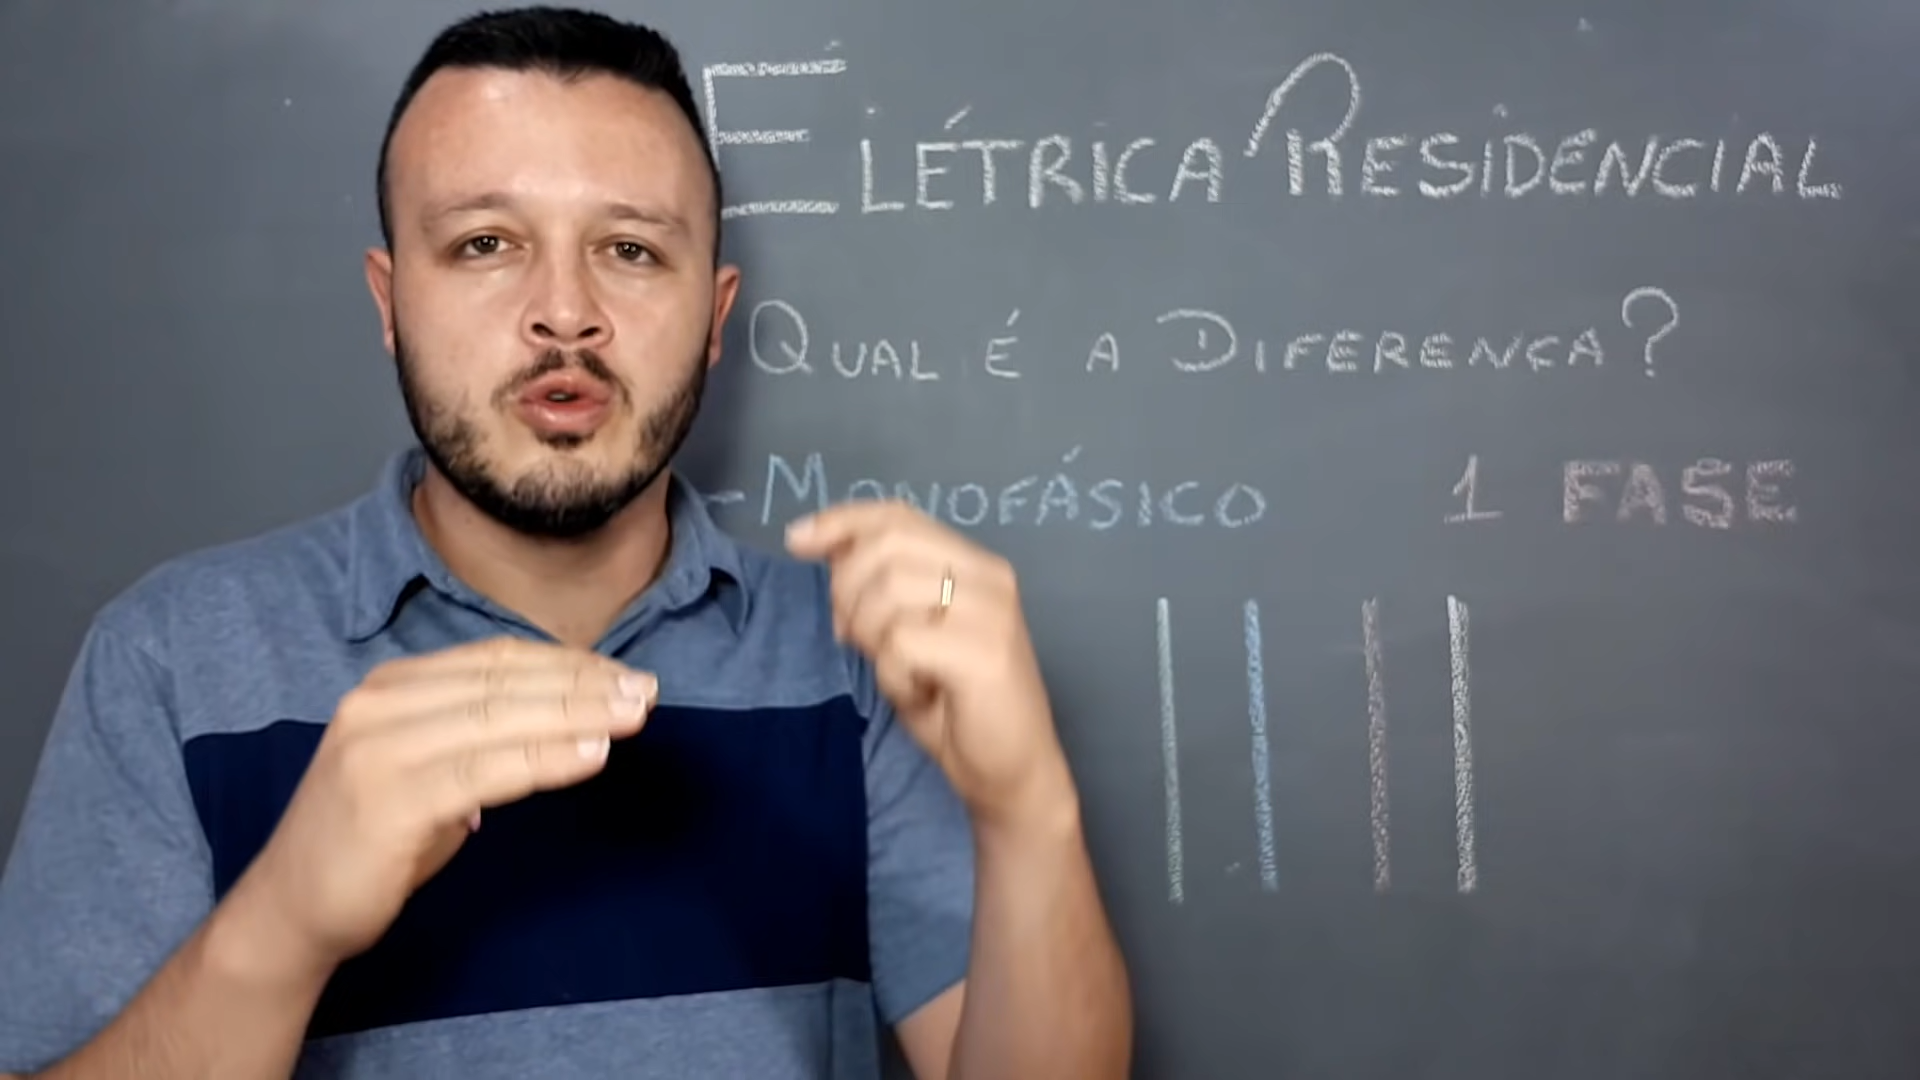 ELÉTRICA RESIDENCIAL
QUAL É A DIFERENÇA?
- MONOFÁSICO 1 FASE